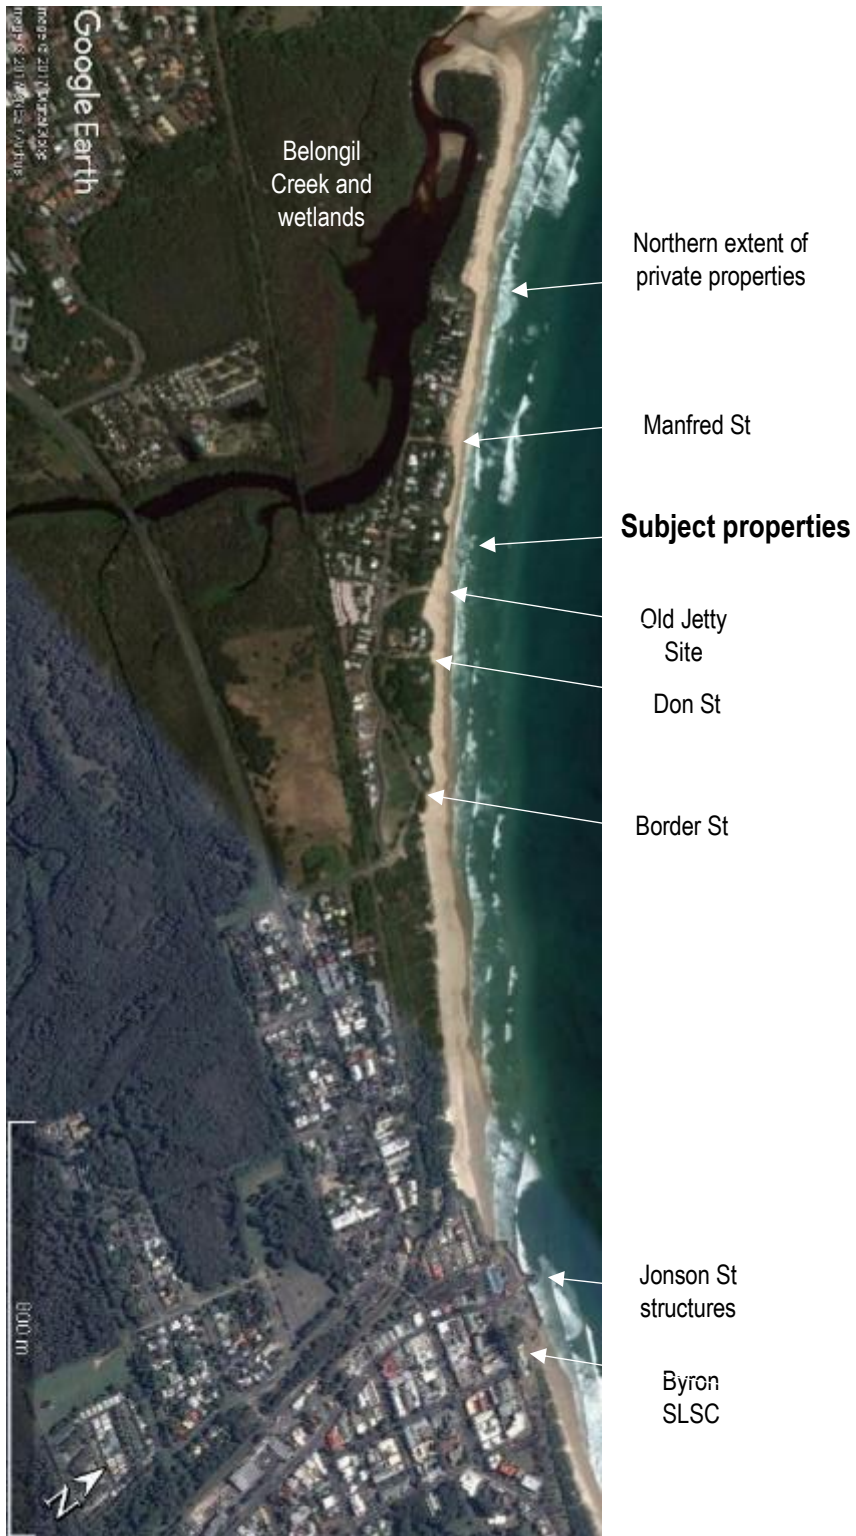 Google Earth
Belongil
Creek and
wetlands
Northern extent of
private properties
Manfred St
Subject properties
Old Jetty
Site
Don St
Border St
Jonson St
structures
Byron
SLSC
800 m
N